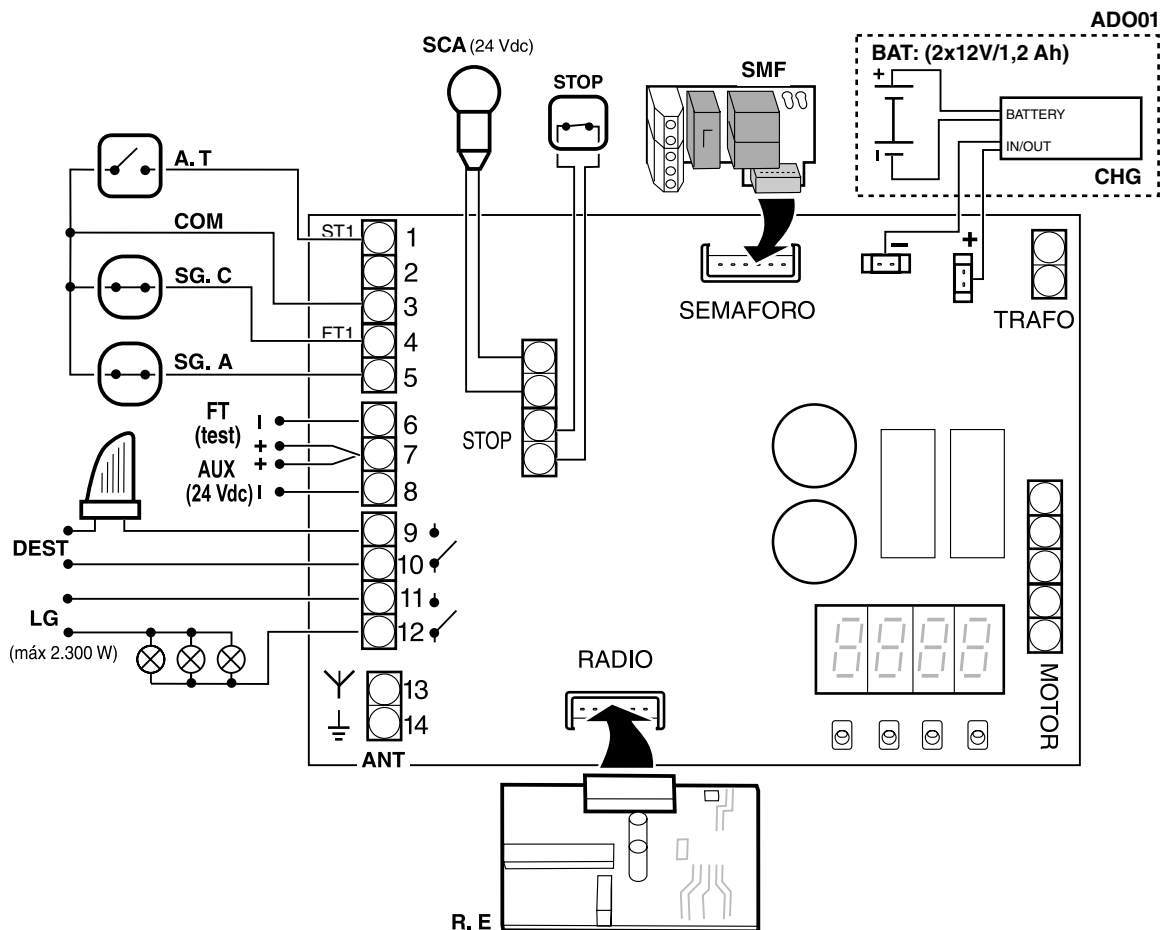 ADO01
BAT: (2x12V/1,2 Ah)
+
BATTERY
IN/OUT
CHG
SCA (24 Vdc)
STOP
SMF
A. T
COM
SG. C
SG. A
ST1
FT1
1
2
3
4
5
6
7
8
9
10
11
12
13
14
FT
(test)
+
+
AUX
(24 Vdc)
DEST
LG
(máx 2.300 W)
ANT
STOP
SEMAFORO
-
+
TRAFO
MOTOR
8888
RADIO
R. E